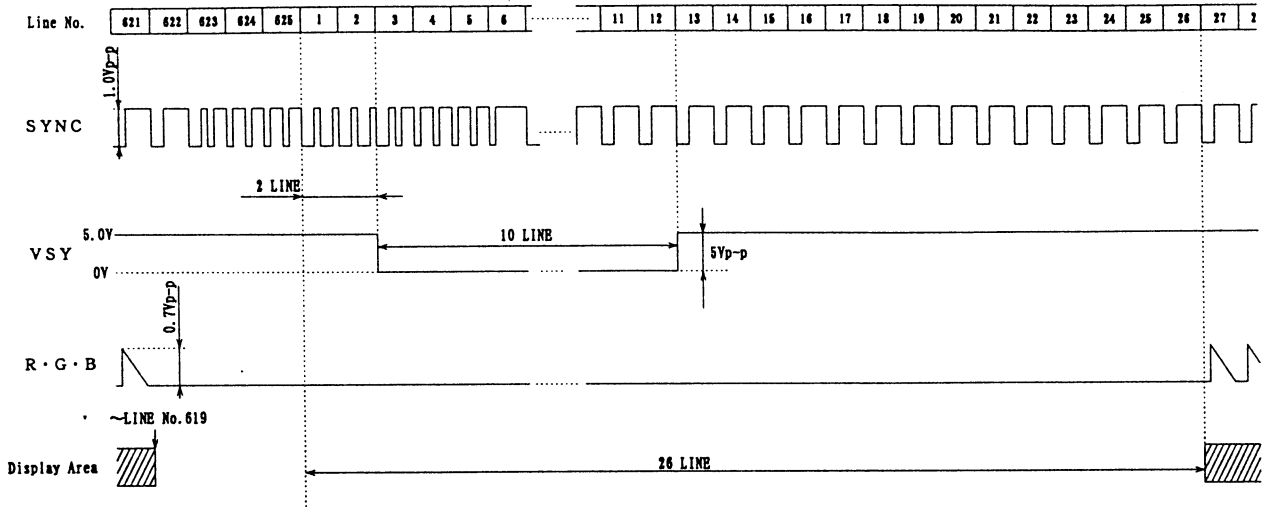 Line No. 621 622 623 624 625 1 2 3 4 5 6 11 12 13 14 15 16 17 18 19 20 21 22 23 24 25 26 27 2
1.0Vp-p
SYNC
2 LINE
5.0V
10 LINE
VSY
5Vp-p
0V
0.7Vp-p
R・G・B
~LINE No.619
Display Area
26 LINE